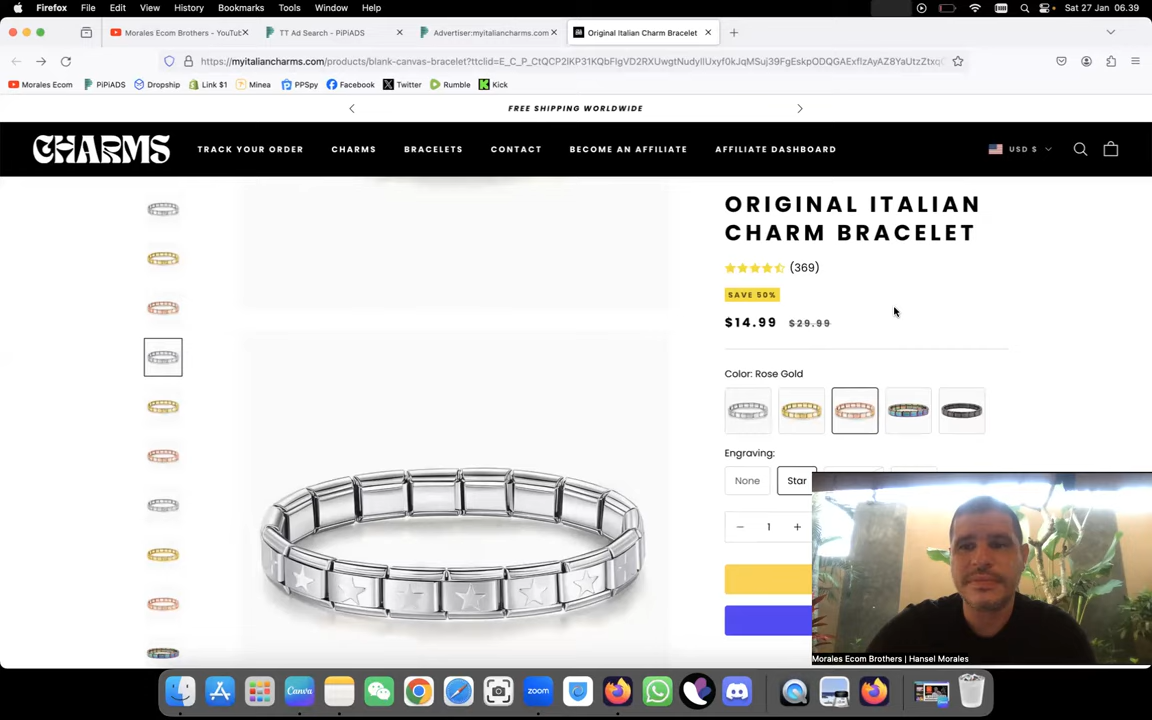 Firefox File Edit View History Bookmarks Tools Window Help Sat 27 Jan 06.39
Morales Ecom Brothers - YouTub TT Ad Search - PiPiADS Advertiser:myitaliancharms.com Original Italian Charm Bracelet
https://myitaliancharms.com/products/blank-canvas-bracelet?ttclid=
Morales Ecom PiPiADS Dropship Link $1 Minea PPSpy Facebook Twitter Rumble Kick
FREE SHIPPING WORLDWIDE
CHARMS TRACK YOUR ORDER CHARMS BRACELETS CONTACT BECOME AN AFFILIATE AFFILIATE DASHBOARD USD $
ORIGINAL ITALIAN
CHARM BRACELET
(369)
SAVE 50%
$14.99 $29.99
Color: Rose Gold
Engraving:
None Star
1
zoom
Morales Ecom Brothers | Hansel Morales